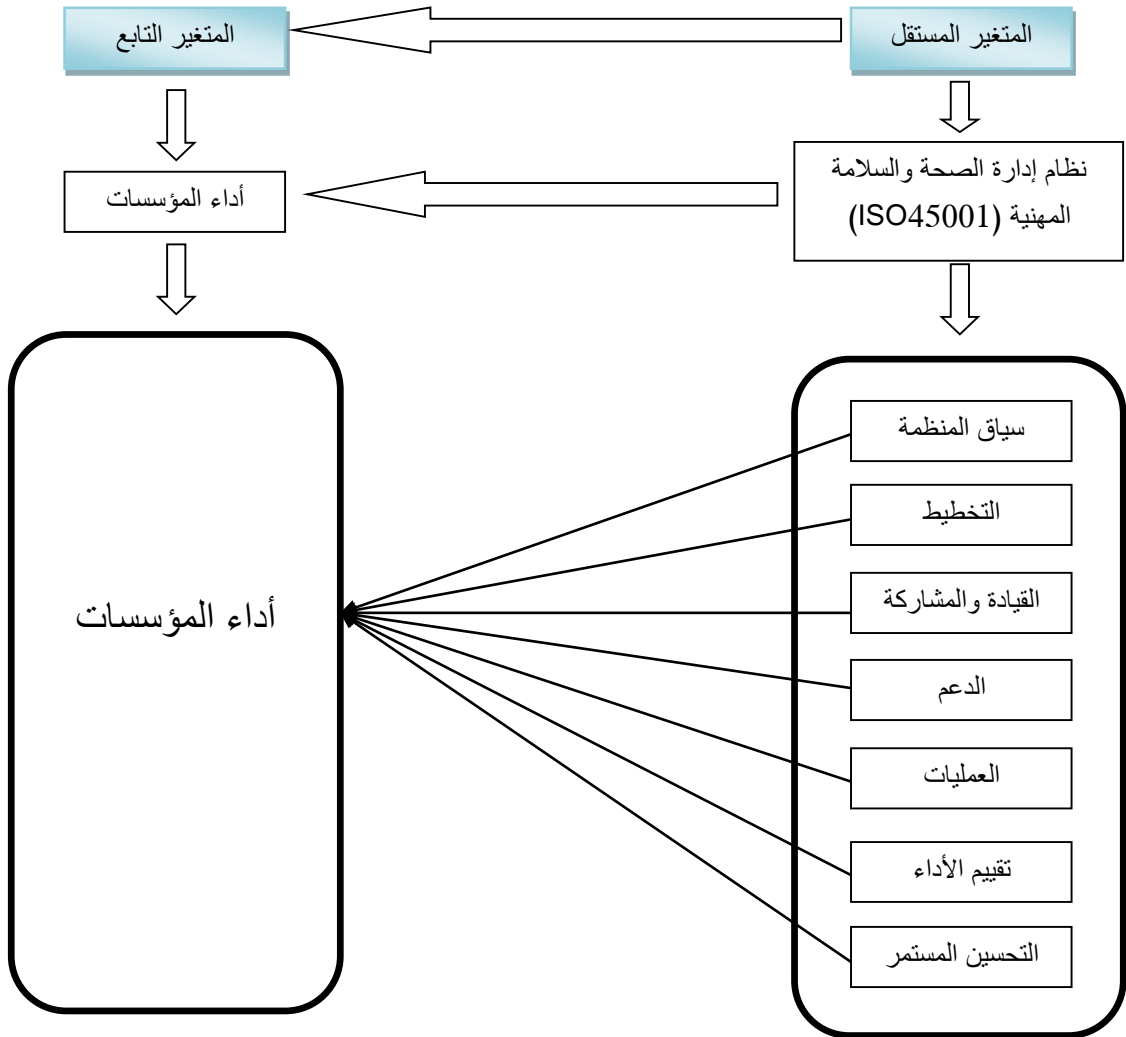 المتغير المستقل
المتغير التابع
نظام إدارة الصحة والسلامة
المهنية (ISO45001)
أداء المؤسسات
سياق المنظمة
التخطيط
القيادة والمشاركة
الدعم
العمليات
تقييم الأداء
التحسين المستمر
أداء المؤسسات